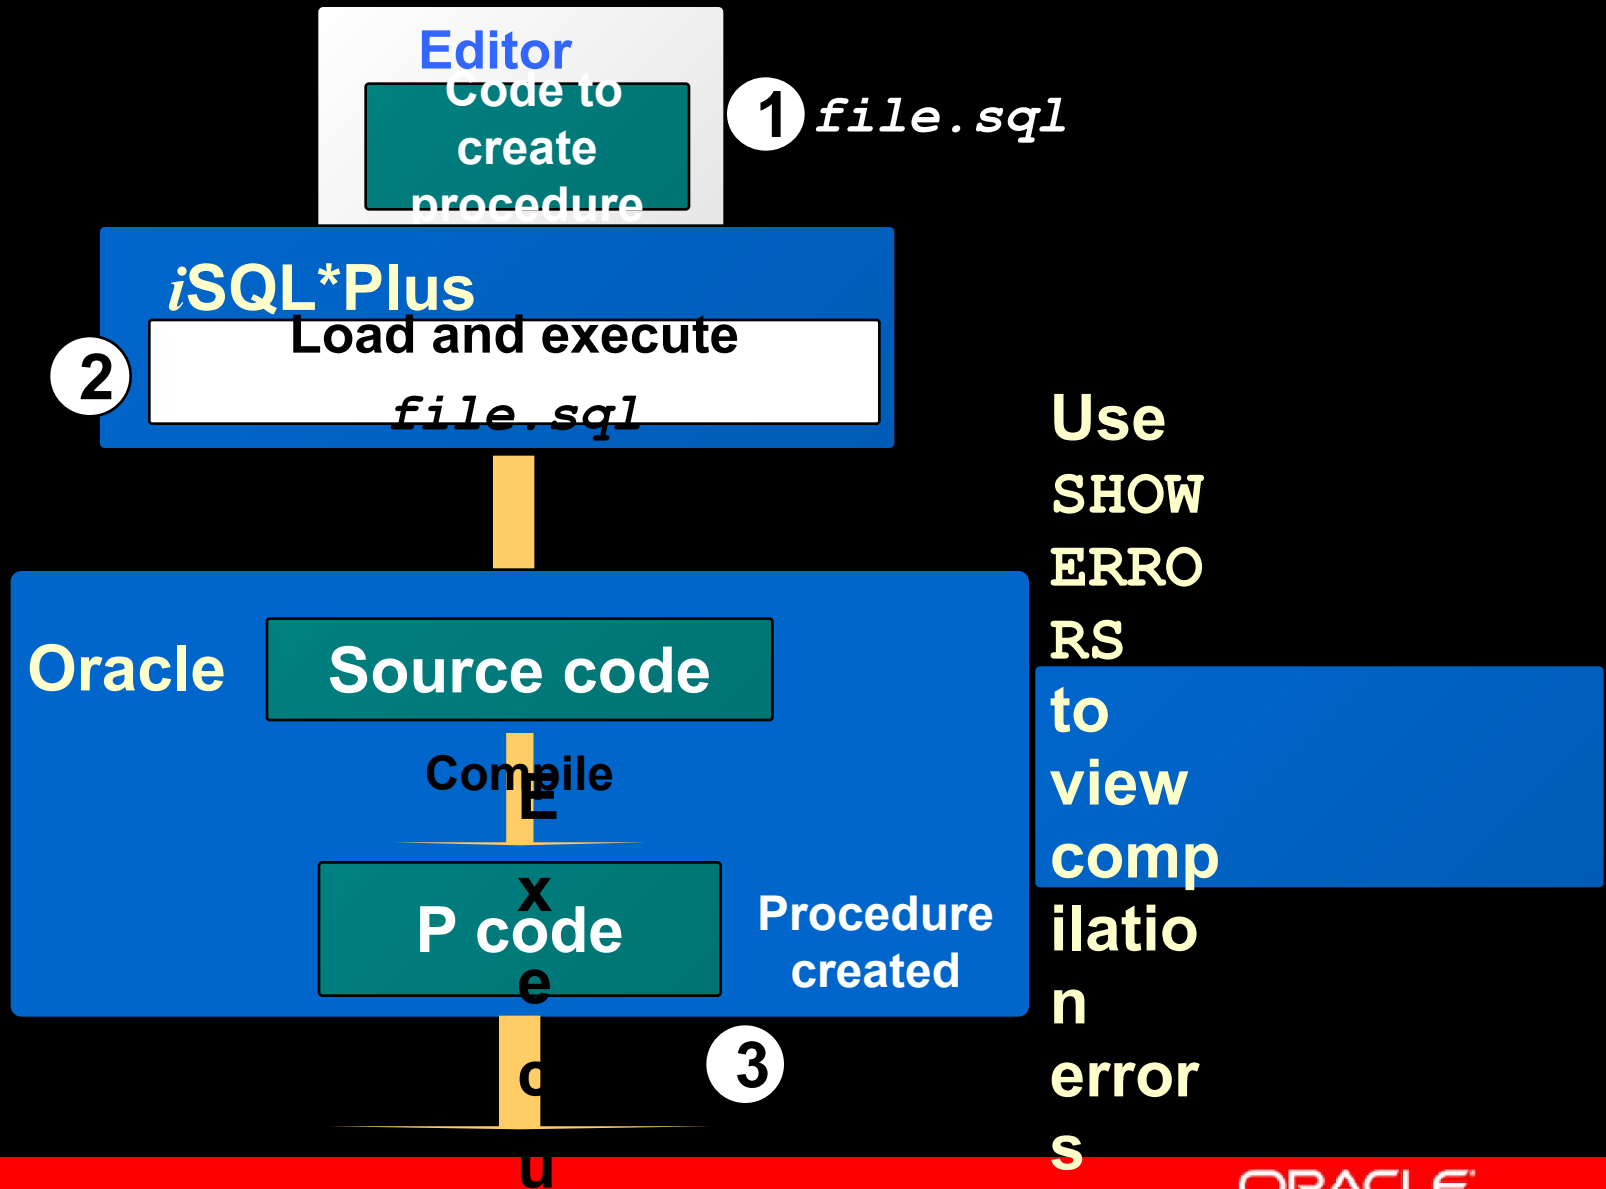 Editor
Code to
create
procedure
1 file.sql
iSQL*Plus
Load and execute
file.sql
2
Use
SHOW
ERRO
RS
to
view
comp
ilatio
n
error
s
Oracle
Source code
Compile
P code
Procedure
created
E
x
e
c
u
3
ORACLE